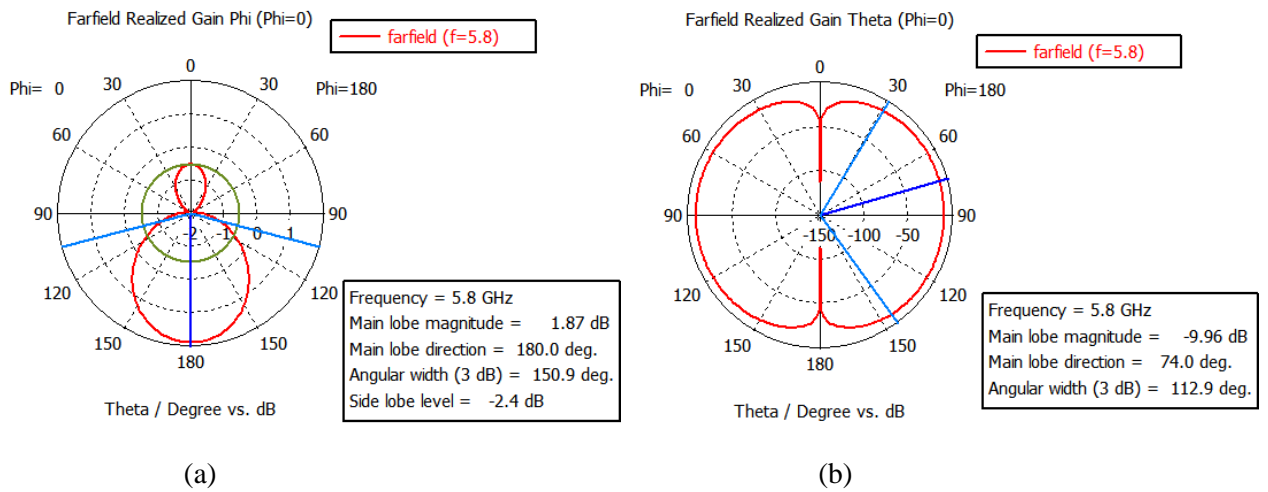 Farfield Realized Gain Phi (Phi=0)
farfield (f=5.8)
0
30
30
Phi= 0
Phi=180
60
60
90
90
-2
-1
0
1
120
120
150
150
180
Theta / Degree vs. dB
Frequency = 5.8 GHz
Main lobe magnitude = 1.87 dB
Main lobe direction = 180.0 deg.
Angular width (3 dB) = 150.9 deg.
Side lobe level = -2.4 dB
(a)
Farfield Realized Gain Theta (Phi=0)
farfield (f=5.8)
0
30
30
Phi= 0
Phi=180
60
60
90
90
-150
-100
-50
120
120
150
150
180
Theta / Degree vs. dB
Frequency = 5.8 GHz
Main lobe magnitude = -9.96 dB
Main lobe direction = 74.0 deg.
Angular width (3 dB) = 112.9 deg.
(b)